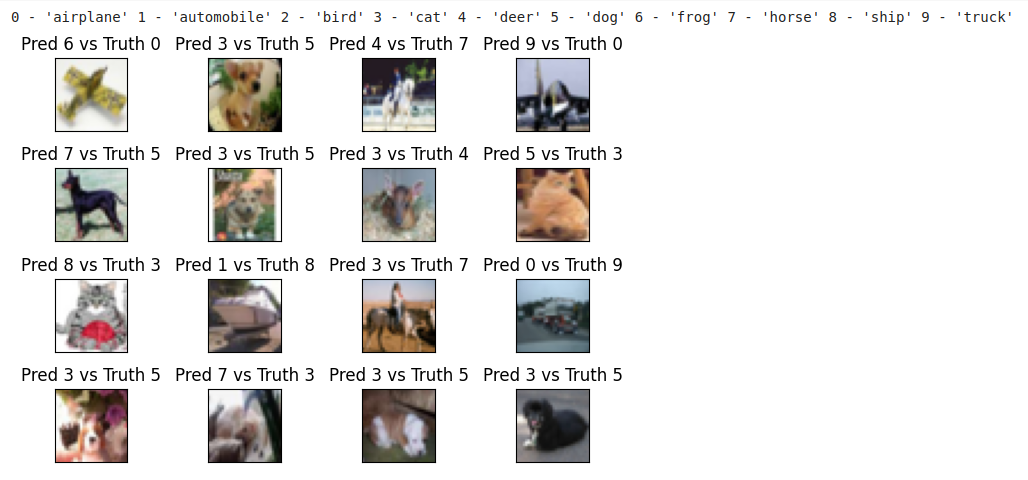 0 - 'airplane' 1 - 'automobile' 2 - 'bird' 3 - 'cat' 4 - 'deer' 5 - 'dog' 6 - 'frog' 7 - 'horse' 8 - 'ship' 9 - 'truck'
Pred 6 vs Truth 0 Pred 3 vs Truth 5 Pred 4 vs Truth 7 Pred 9 vs Truth 0
Pred 7 vs Truth 5 Pred 3 vs Truth 5 Pred 3 vs Truth 4 Pred 5 vs Truth 3
Pred 8 vs Truth 3 Pred 1 vs Truth 8 Pred 3 vs Truth 7 Pred 0 vs Truth 9
Pred 3 vs Truth 5 Pred 7 vs Truth 3 Pred 3 vs Truth 5 Pred 3 vs Truth 5